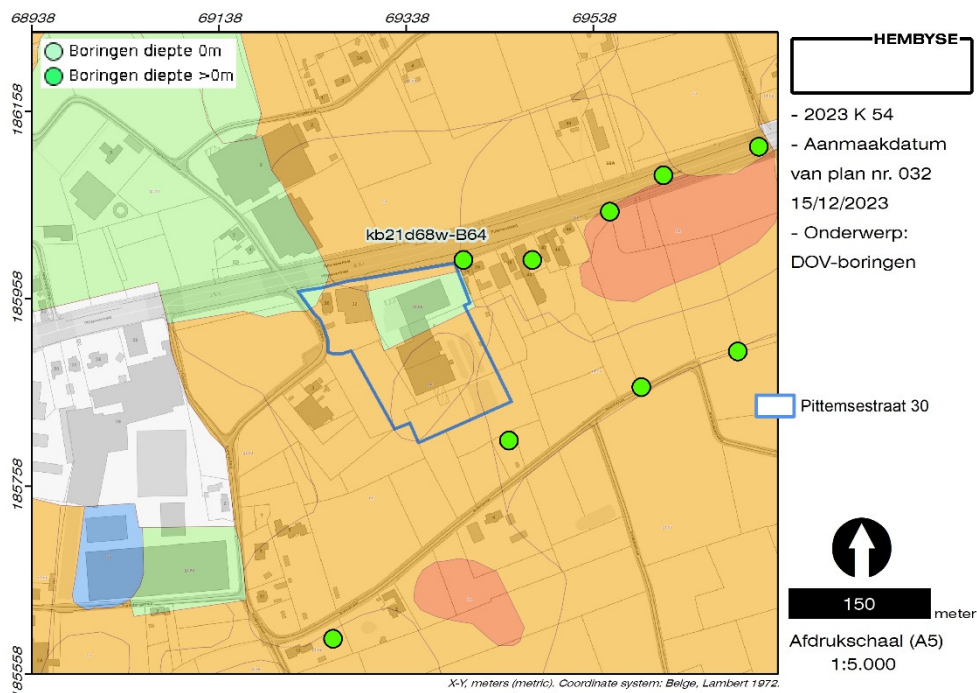 68938 69138 69338 69538
Boringen diepte 0m
Boringen diepte >0m
186158
185958
185758
185558
kb21d68w-B64
HEMBYSE
- 2023 K 54
- Aanmaakdatum
van plan nr. 032
15/12/2023
- Onderwerp:
DOV-boringen
Pittemsestraat 30
150 meter
Afdrukschaal (A5)
1:5.000
X-Y, meters (metric). Coordinate system: Belge, Lambert 1972.